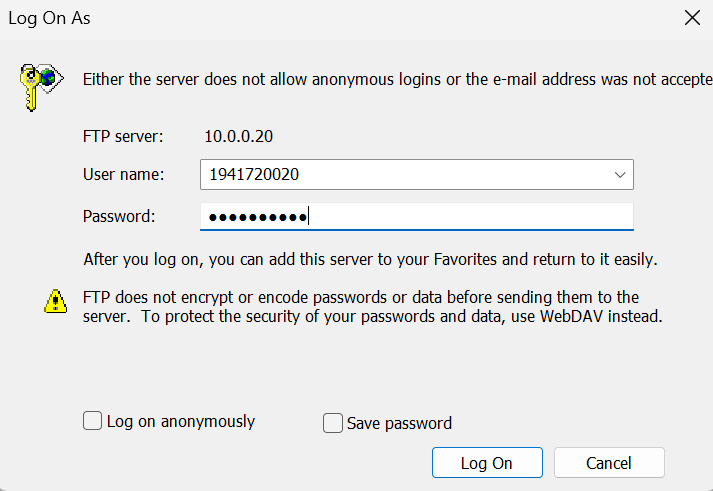 Log On As
Either the server does not allow anonymous logins or the e-mail address was not accepte
FTP server: 10.0.0.20
User name: 1941720020
Password: ●●●●●●●●●●
After you log on, you can add this server to your Favorites and return to it easily.
FTP does not encrypt or encode passwords or data before sending them to the
server.  To protect the security of your passwords and data, use WebDAV instead.
Log on anonymously Save password
Log On Cancel